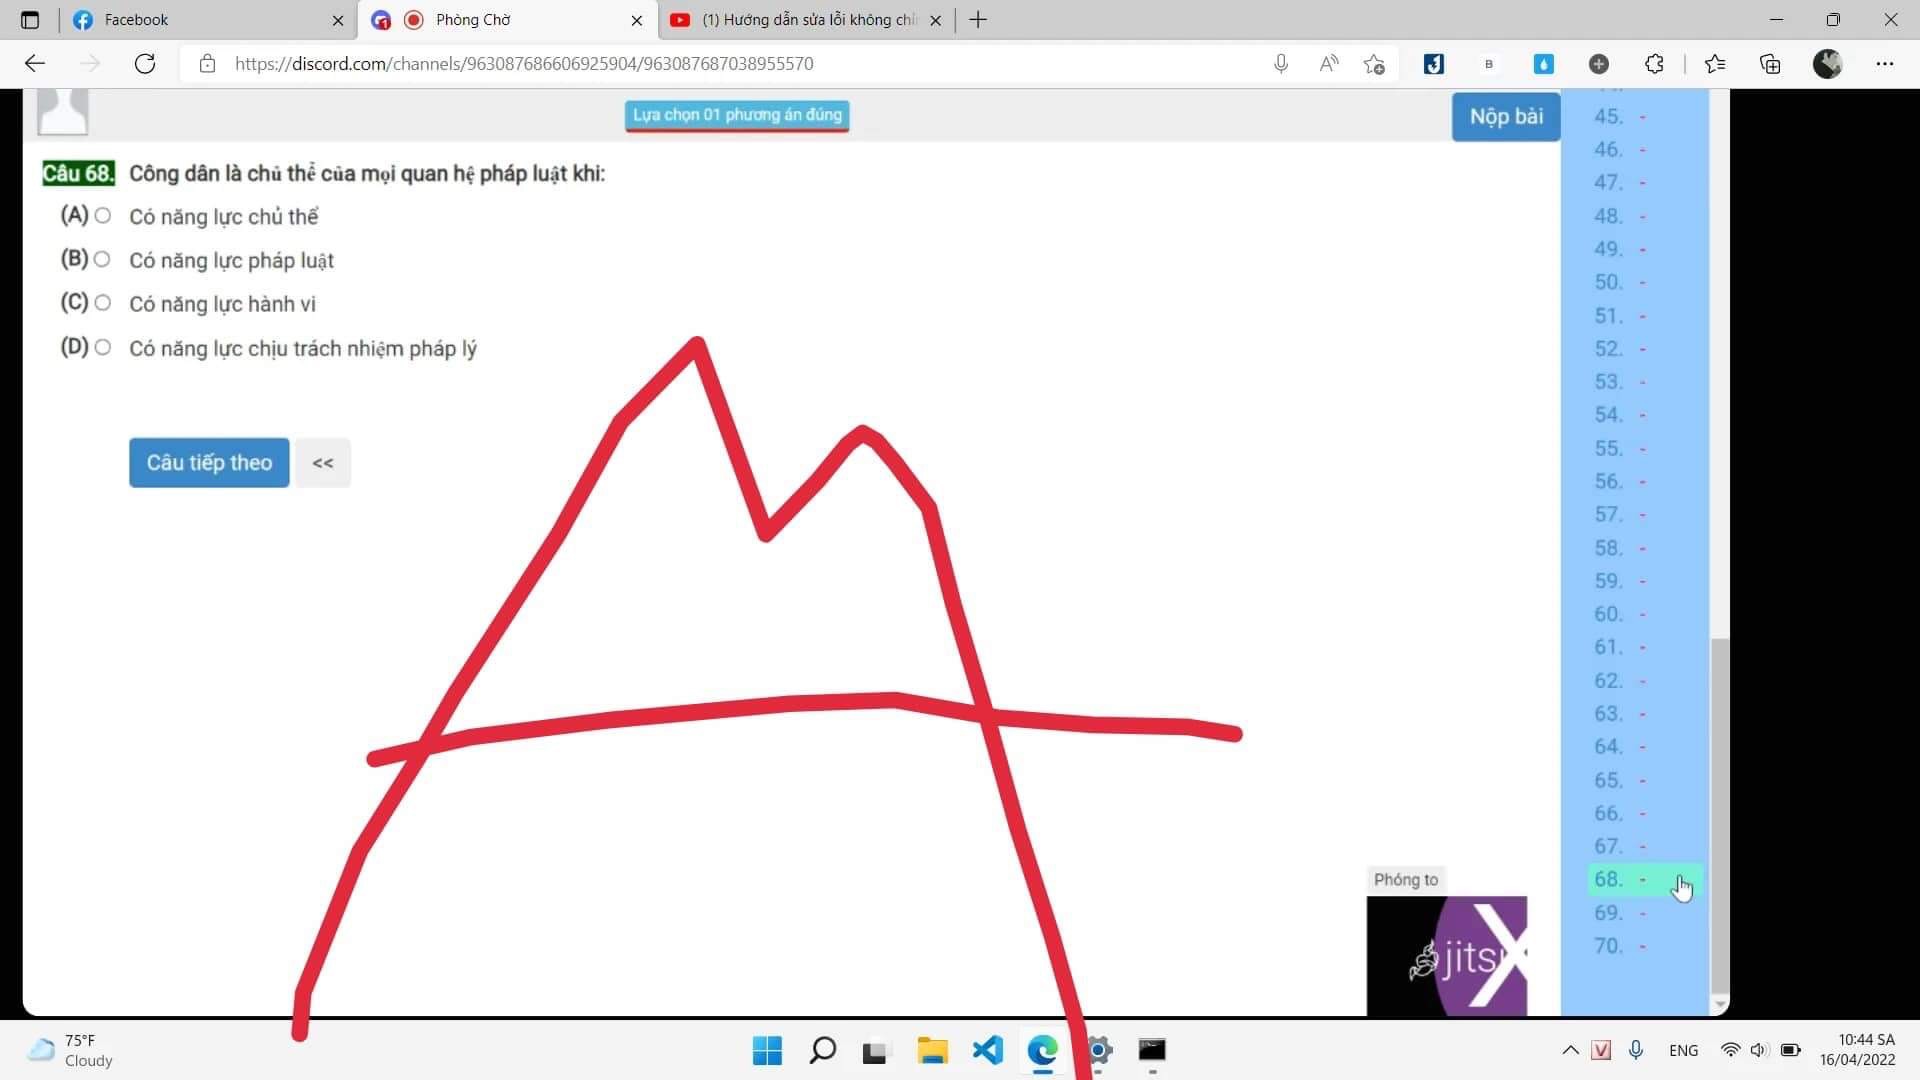 Facebook
Phòng Chờ
(1) Hướng dẫn sửa lỗi không chỉ
https://discord.com/channels/963087686606925904/963087687038955570
B
Lựa chọn 01 phương án đúng
Nộp bài
Câu 68. Công dân là chủ thể của mọi quan hệ pháp luật khi:
(A) Có năng lực chủ thể
(B) Có năng lực pháp luật
(C) Có năng lực hành vi
(D) Có năng lực chịu trách nhiệm pháp lý
Câu tiếp theo <<
45. -
46. -
47. -
48. -
49. -
50. -
51. -
52. -
53. -
54. -
55. -
56. -
57. -
58. -
59. -
60. -
61. -
62. -
63. -
64. -
65. -
66. -
67. -
68. -
69. -
70. -
Phóng to
jitsi
75°F
Cloudy
ENG
10:44 SA
16/04/2022